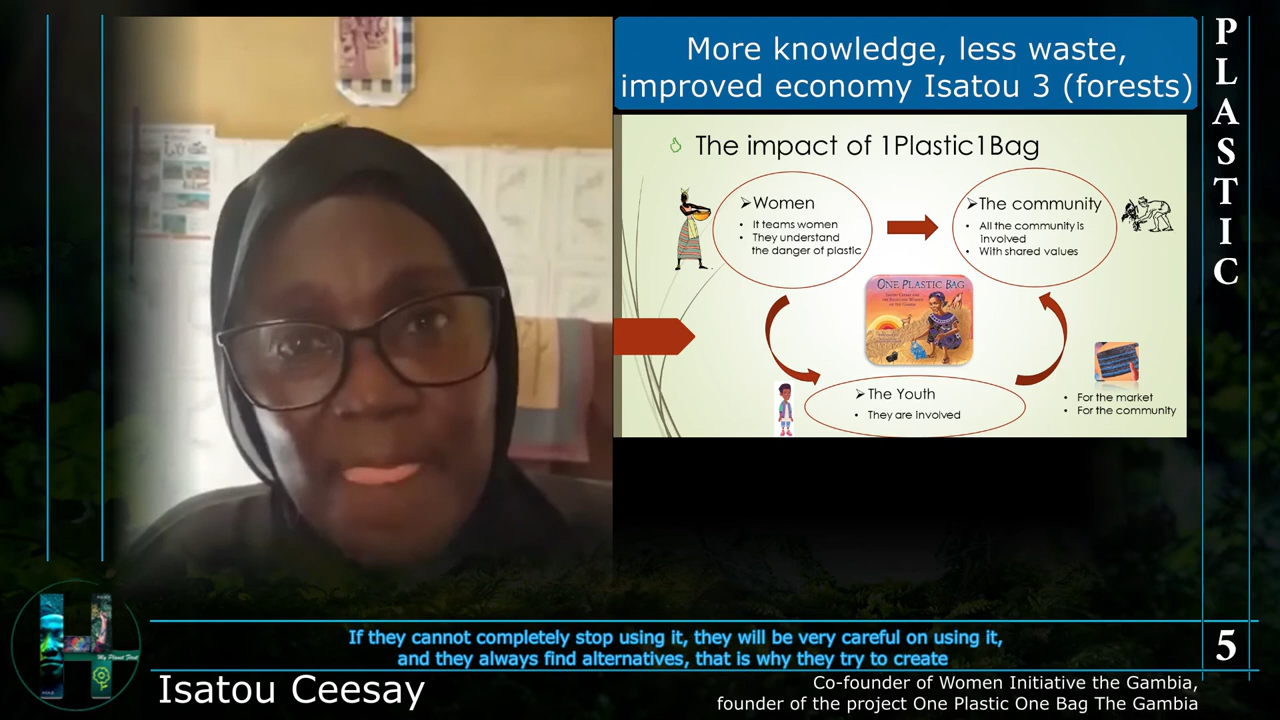 More knowledge, less waste,
improved economy Isatou 3 (forests)
PLASTIC
The impact of 1Plastic1Bag
➢Women
• It teams women
• They understand
the danger of plastic
➢The community
• All the community is
involved
• With shared values
ONE PLASTIC BAG
➢The Youth
• They are involved
• For the market
• For the community
If they cannot completely stop using it, they will be very careful on using it,
and they always find alternatives, that is why they try to create
5
My Planet First
Isatou Ceesay
Co-founder of Women Initiative the Gambia,
founder of the project One Plastic One Bag The Gambia